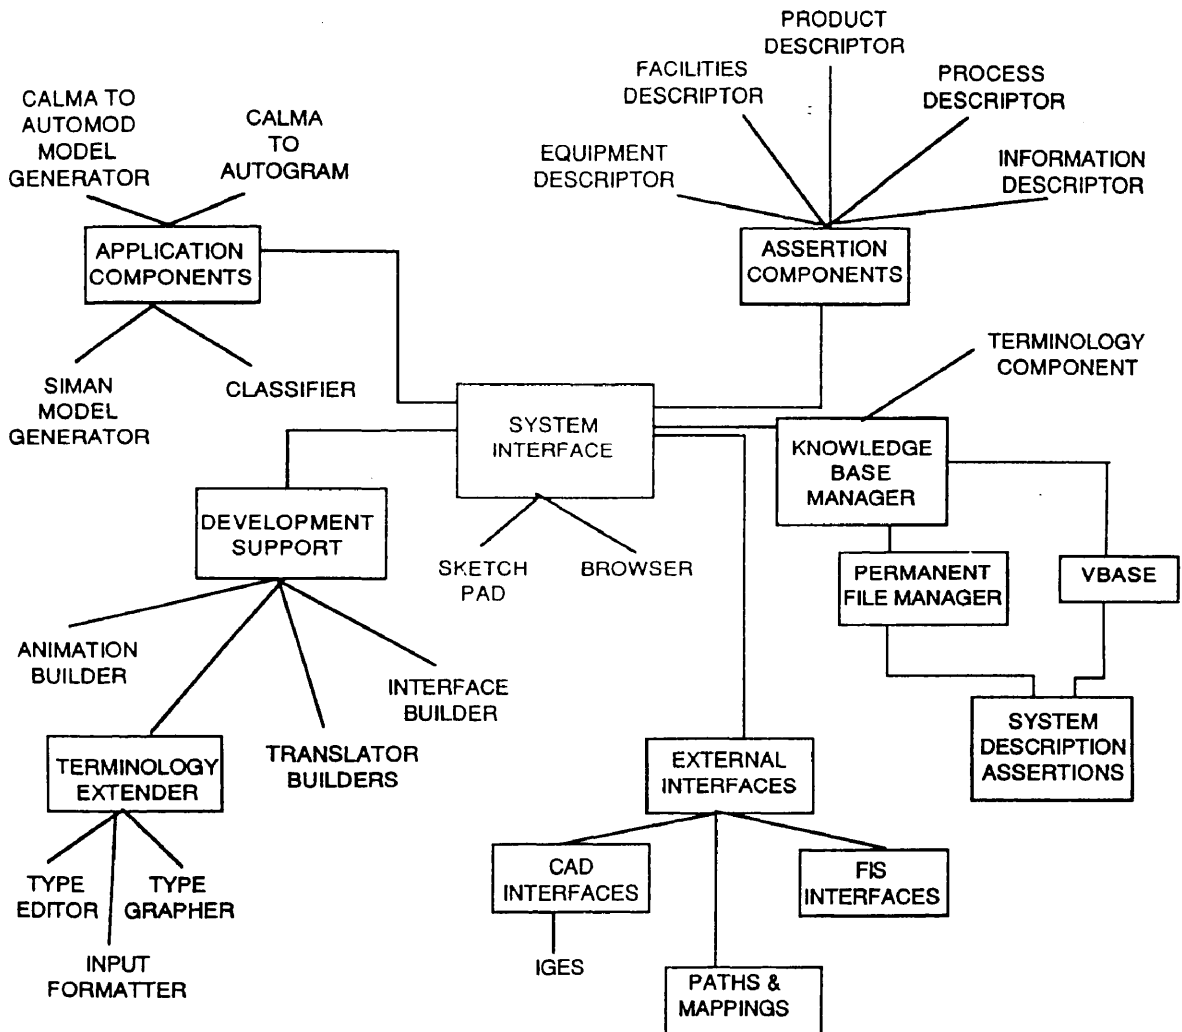 PRODUCT
DESCRIPTOR
FACILITIES
DESCRIPTOR
PROCESS
DESCRIPTOR
CALMA TO
AUTOMOD
MODEL
GENERATOR
CALMA
TO
AUTOGRAM
EQUIPMENT
DESCRIPTOR
INFORMATION
DESCRIPTOR
APPLICATION
COMPONENTS
ASSERTION
COMPONENTS
TERMINOLOGY
COMPONENT
SIMAN
MODEL
GENERATOR
CLASSIFIER
SYSTEM
INTERFACE
KNOWLEDGE
BASE
MANAGER
DEVELOPMENT
SUPPORT
SKETCH
PAD
BROWSER
PERMANENT
FILE MANAGER
VBASE
ANIMATION
BUILDER
INTERFACE
BUILDER
TRANSLATOR
BUILDERS
TERMINOLOGY
EXTENDER
SYSTEM
DESCRIPTION
ASSERTIONS
EXTERNAL
INTERFACES
TYPE
EDITOR
TYPE
GRAPHER
INPUT
FORMATTER
CAD
INTERFACES
FIS
INTERFACES
IGES
PATHS &
MAPPINGS